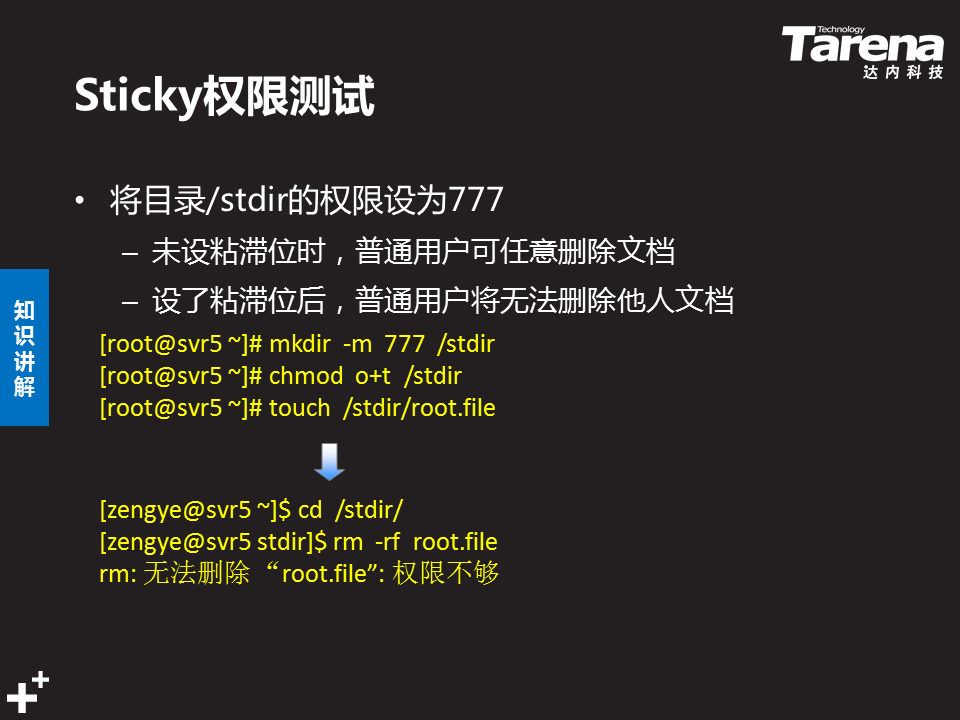 Technology
Tarena
达内科技
Sticky权限测试
• 将目录/stdir的权限设为777
– 未设粘滞位时，普通用户可任意删除文档
– 设了粘滞位后，普通用户将无法删除他人文档
知识讲解
[root@svr5 ~]# mkdir -m 777 /stdir
[root@svr5 ~]# chmod o+t /stdir
[root@svr5 ~]# touch /stdir/root.file
[zengye@svr5 ~]$ cd /stdir/
[zengye@svr5 stdir]$ rm -rf root.file
rm: 无法删除“root.file”: 权限不够